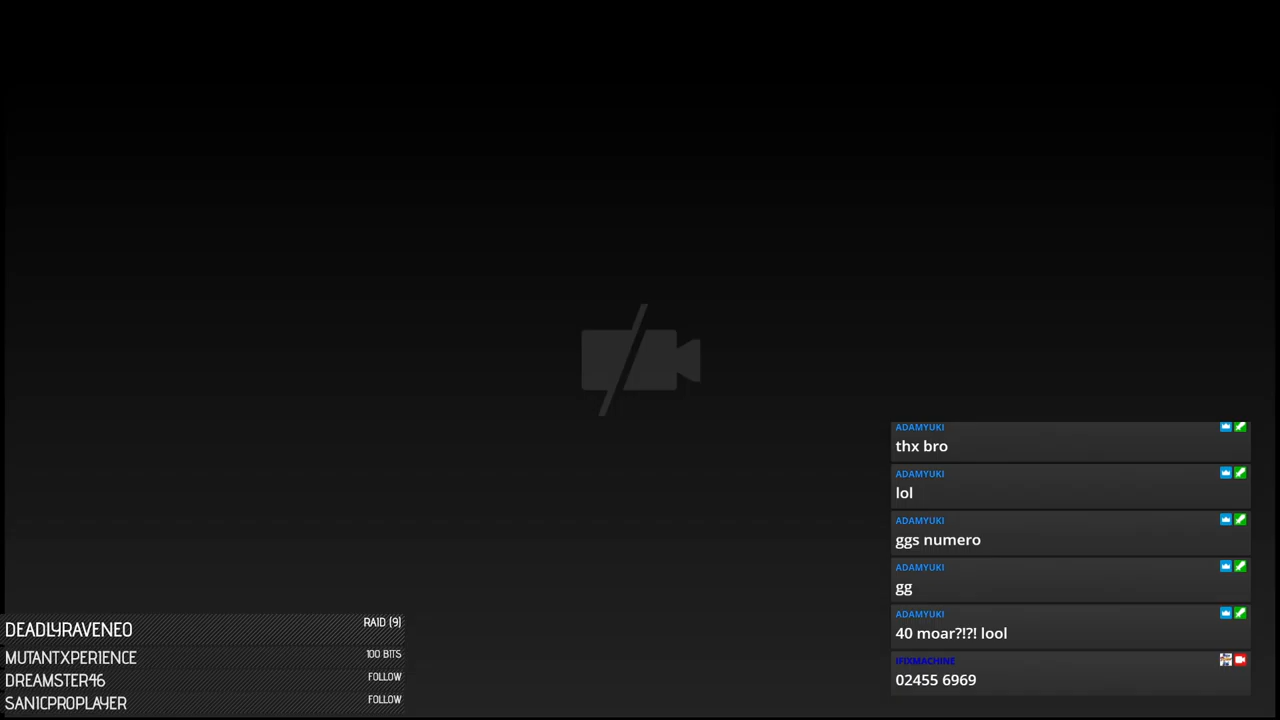 ADAMYUKI
thx bro
ADAMYUKI
lol
ADAMYUKI
ggs numero
ADAMYUKI
gg
ADAMYUKI
40 moar?!?! lool
IFIXMACHINE
02455 6969
DEADLYRAVENEO RAID (9)
MUTANTXPERIENCE 100 BITS
DREAMSTER46 FOLLOW
SANICPROPLAYER FOLLOW